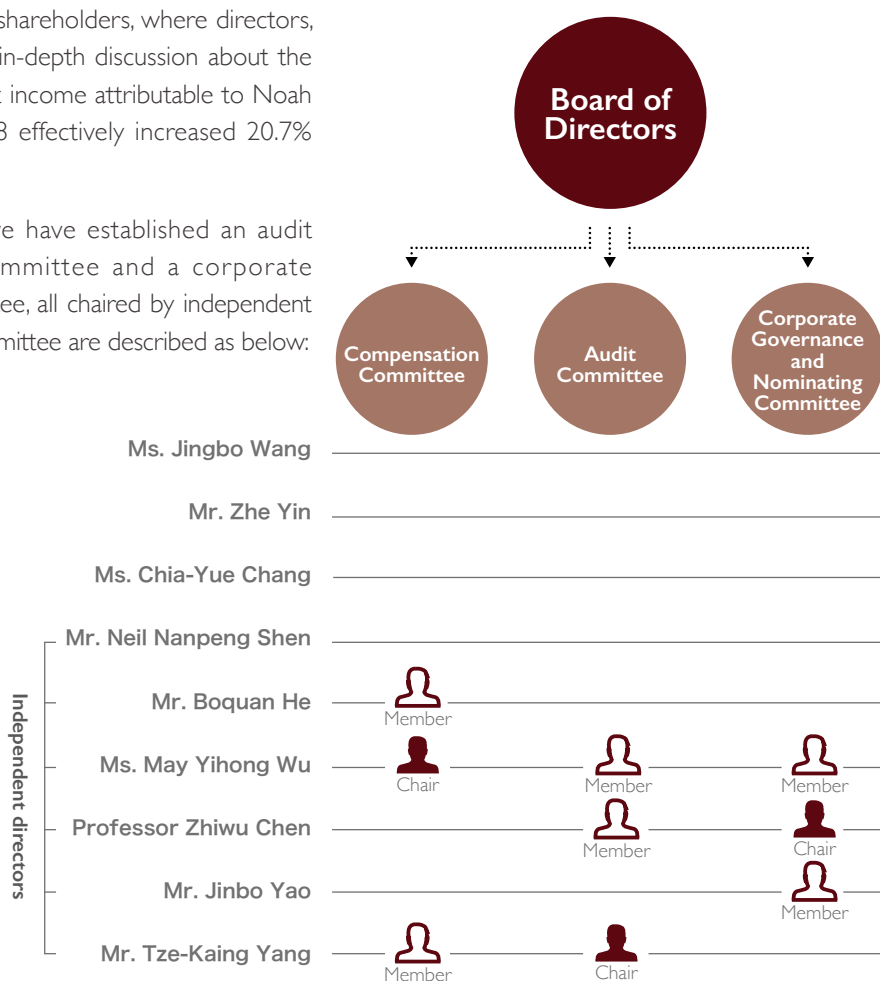 shareholders, where directors,
in-depth discussion about the
income attributable to Noah
effectively increased 20.7%
have established an audit
and a corporate
all chaired by independent
are described as below:
Board of
Directors
Compensation
Committee
Audit
Committee
Corporate
Governance
and
Nominating
Committee
Ms. Jingbo Wang
Mr. Zhe Yin
Ms. Chia-Yue Chang
Independent directors
Mr. Neil Nanpeng Shen
Mr. Boquan He
Member
Ms. May Yihong Wu
Chair
Member
Member
Professor Zhiwu Chen
Member
Chair
Mr. Jinbo Yao
Member
Mr. Tze-Kaing Yang
Member
Chair